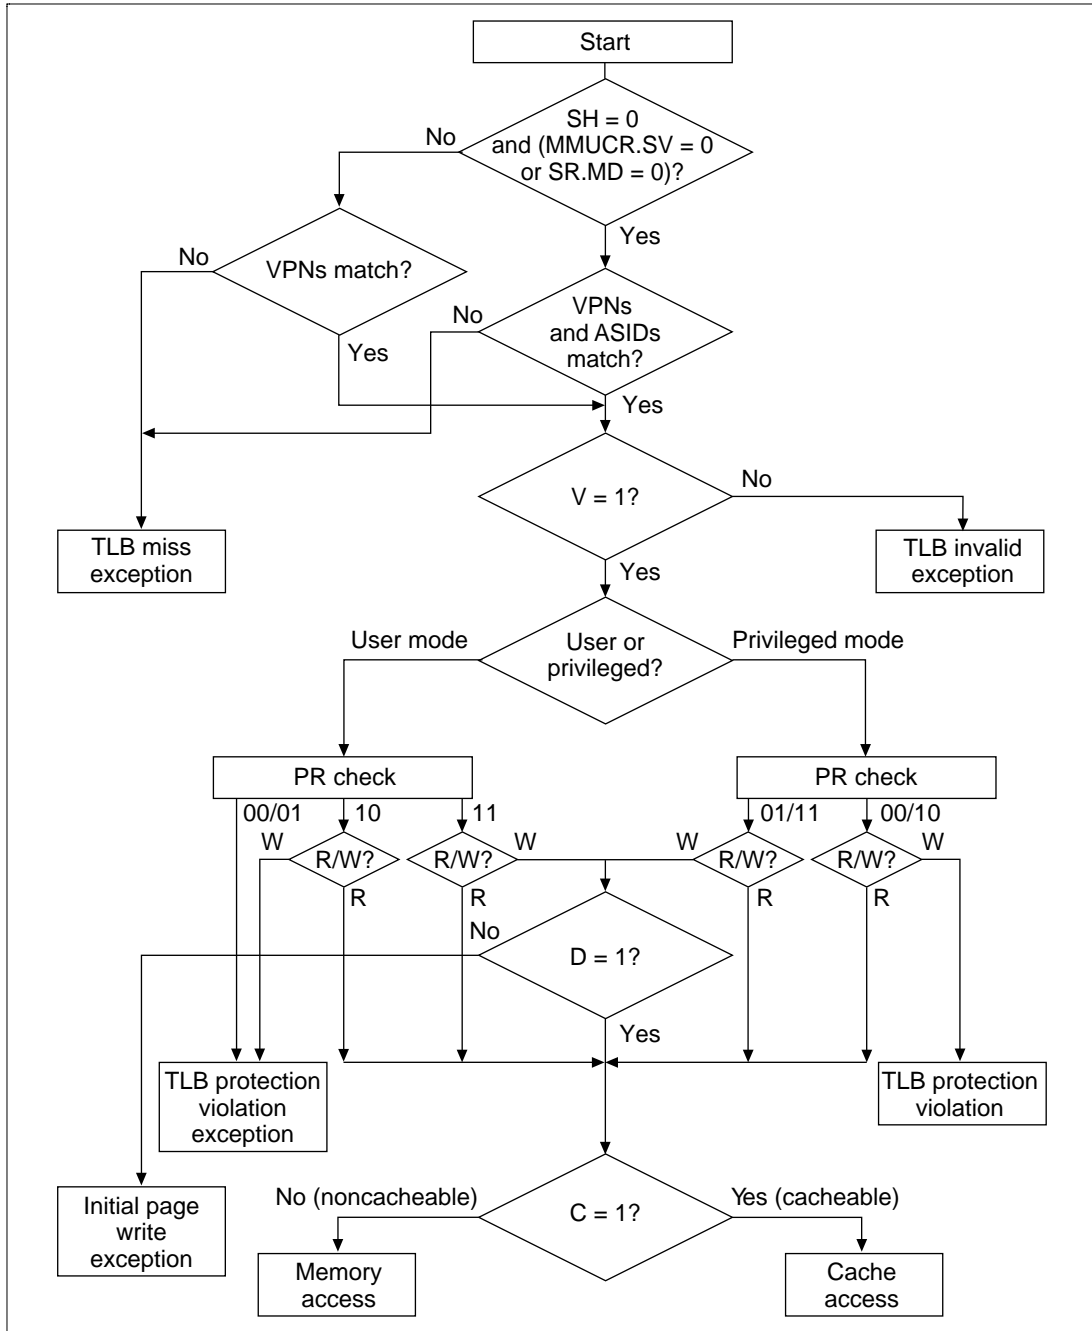 Start
SH = 0
and (MMUCR.SV = 0
or SR.MD = 0)?
No
Yes
VPNs match?
No
Yes
VPNs
and ASIDs
match?
No
Yes
V = 1?
No
Yes
TLB miss
exception
TLB invalid
exception
User or
privileged?
User mode
Privileged mode
PR check
PR check
00/01
10
11
01/11
00/10
W
R/W?
R/W?
W
W
R/W?
R/W?
W
R
R
R
R
No
D = 1?
Yes
TLB protection
violation
exception
TLB protection
violation
Initial page
write
exception
No (noncacheable)
C = 1?
Yes (cacheable)
Memory
access
Cache
access